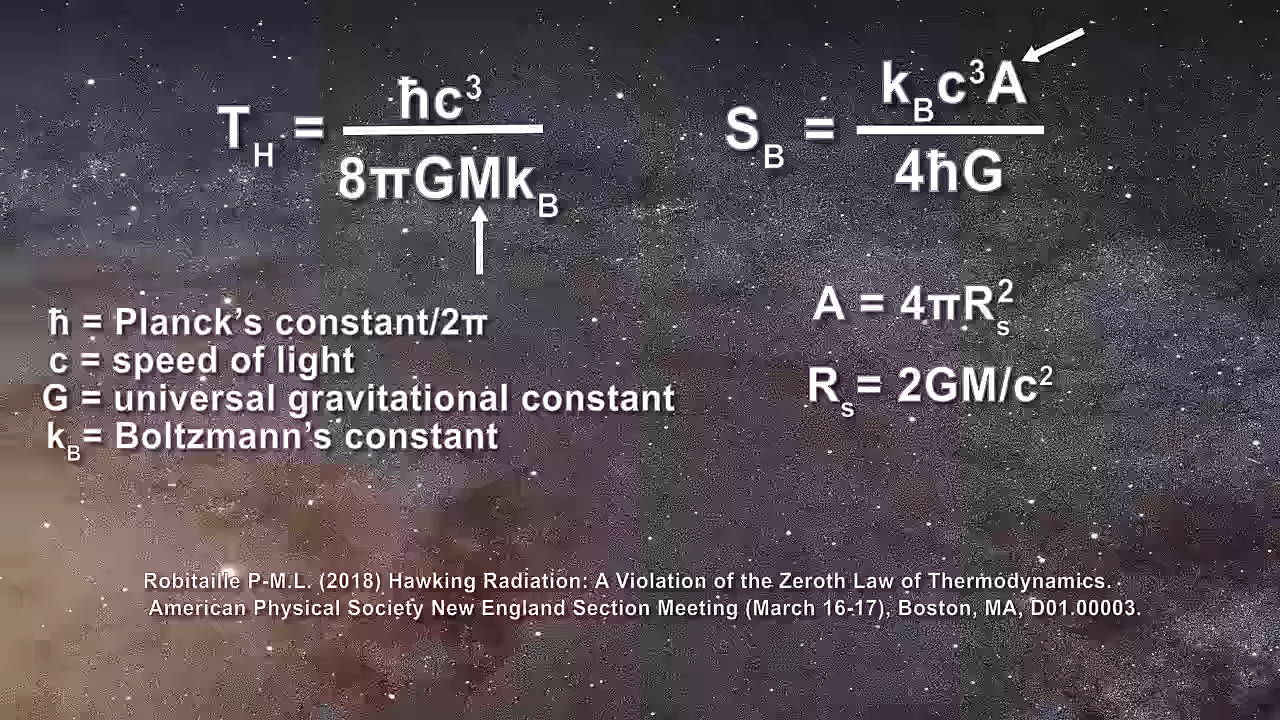 T_H = ħc³ / 8πGMk_B
S_B = k_Bc³A / 4ħG
A = 4πR_s²
R_s = 2GM/c²
ħ = Planck’s constant/2π
c = speed of light
G = universal gravitational constant
k_B = Boltzmann’s constant
Robitaille P-M.L. (2018) Hawking Radiation: A Violation of the Zeroth Law of Thermodynamics.
American Physical Society New England Section Meeting (March 16-17), Boston, MA, D01.00003.